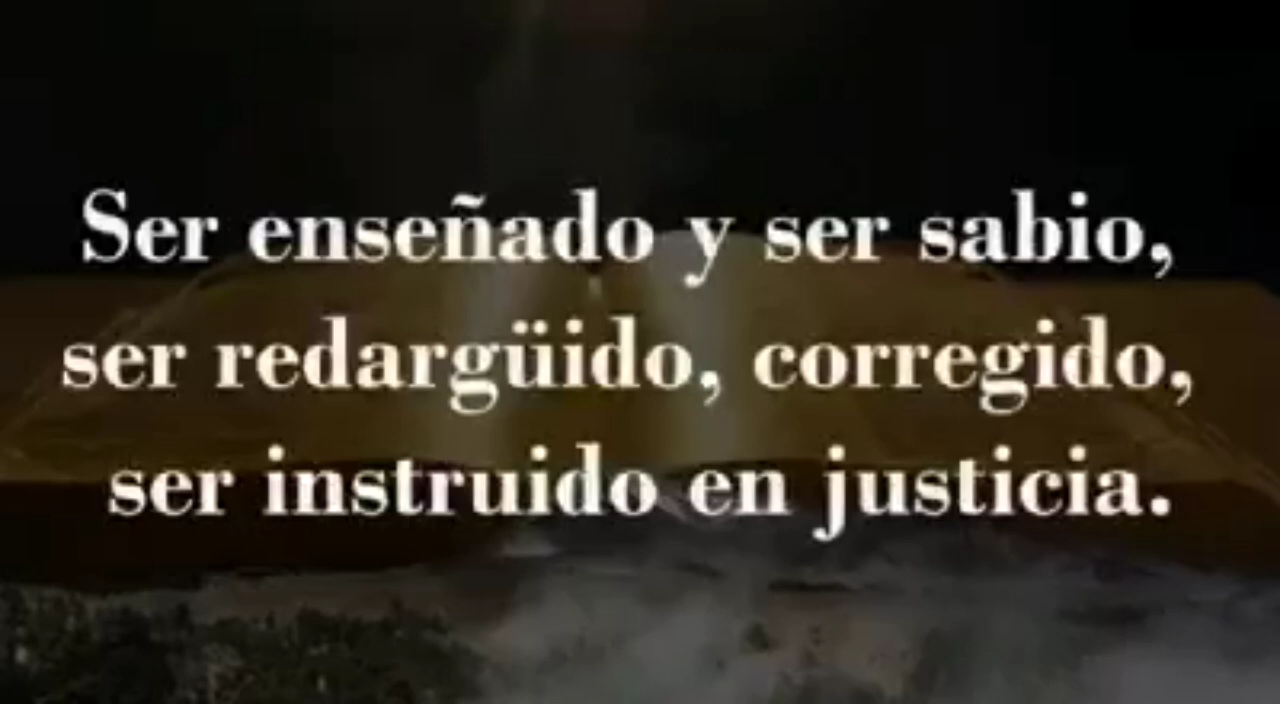 Ser enseñado y ser sabio,
ser redargüido, corregido,
ser instruido en justicia.